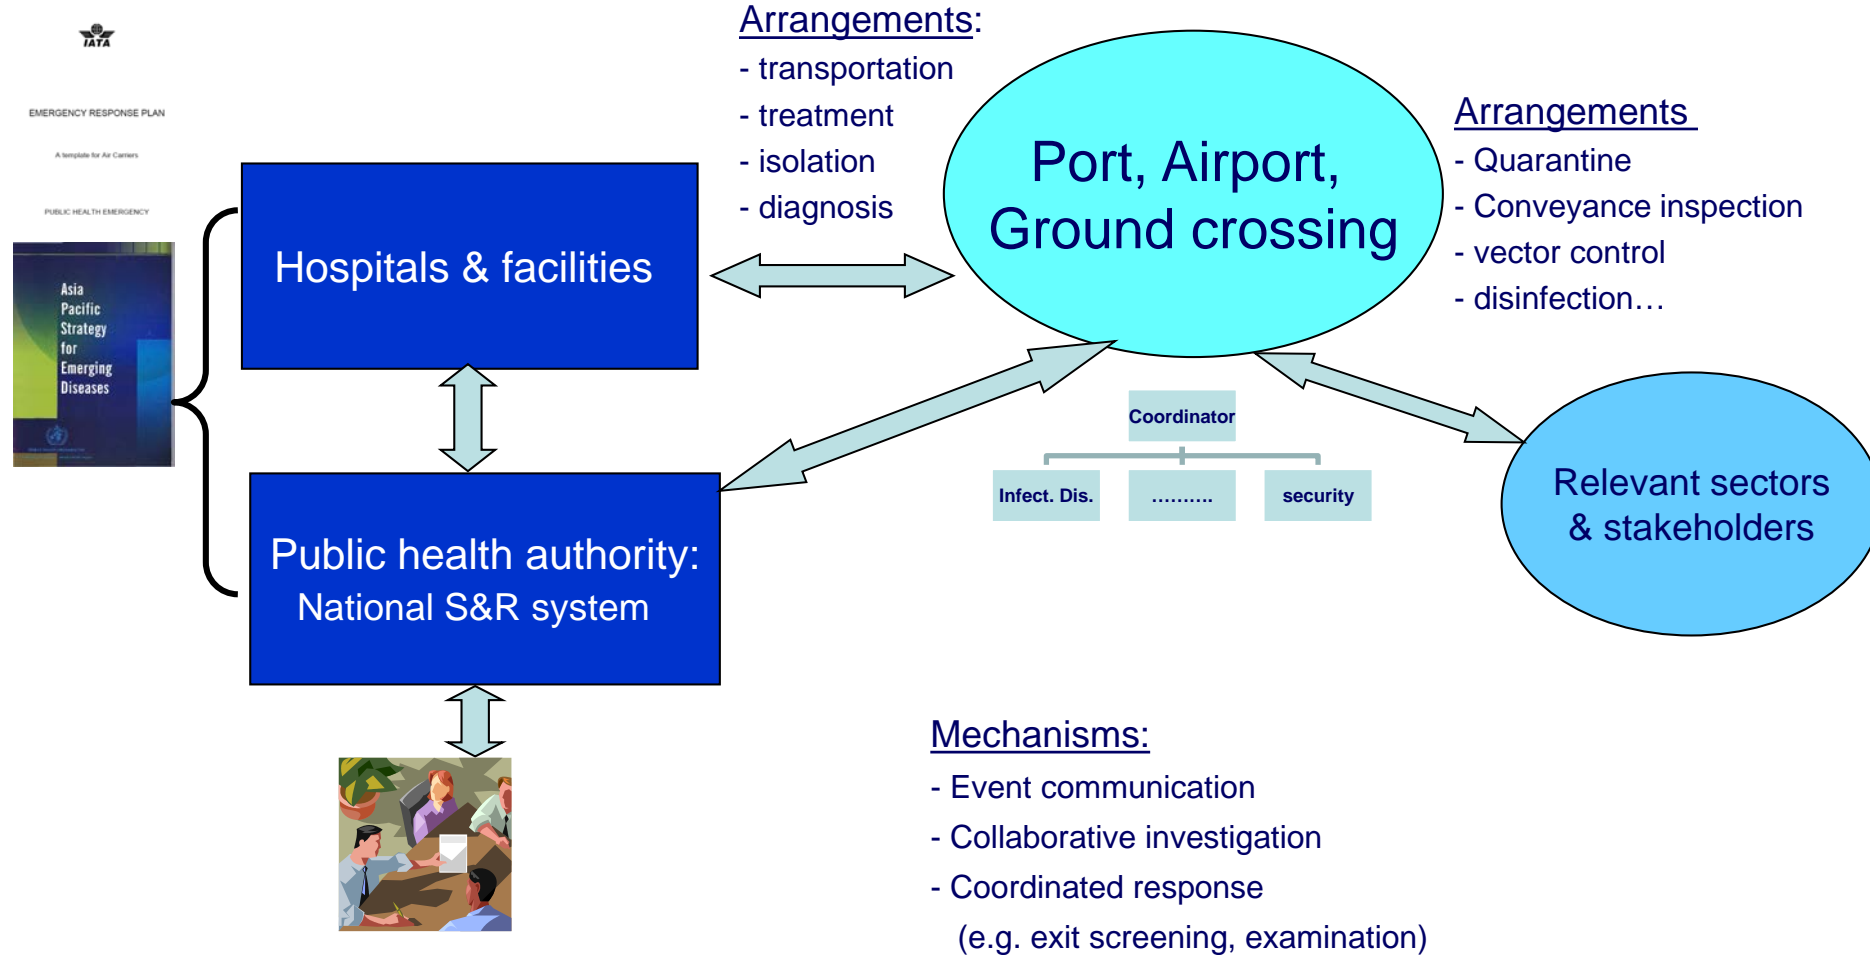 IATA
EMERGENCY RESPONSE PLAN
A template for Air Carriers
PUBLIC HEALTH EMERGENCY
Asia
Pacific
Strategy
for
Emerging
Diseases
Hospitals & facilities
Public health authority:
National S&R system
Arrangements:
- transportation
- treatment
- isolation
- diagnosis
Port, Airport,
Ground crossing
Arrangements
- Quarantine
- Conveyance inspection
- vector control
- disinfection…
Coordinator
Infect. Dis.
……….
security
Relevant sectors
& stakeholders
Mechanisms:
- Event communication
- Collaborative investigation
- Coordinated response
(e.g. exit screening, examination)